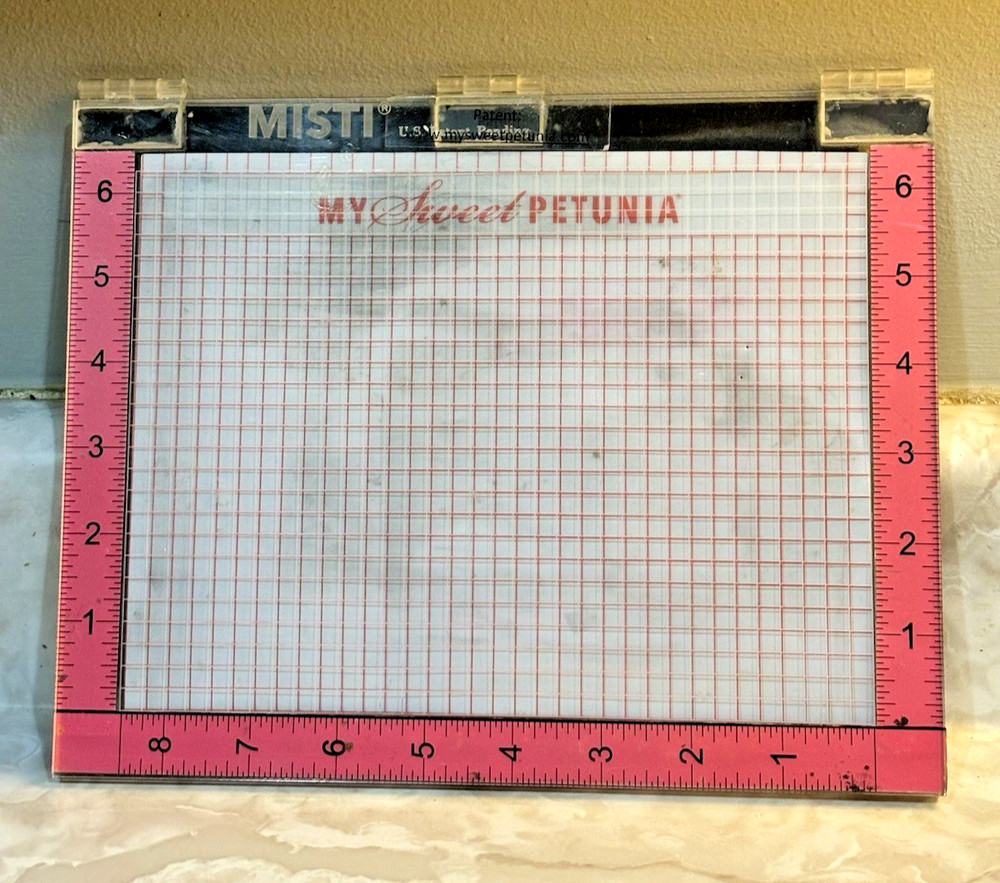 MISTI®
Patent:
U.S.
www.mysweetpetunia.com
MY Sweet PETUNIA
6 6
5 5
4 4
3 3
2 2
1 1
8 7 6 5 4 3 2 1